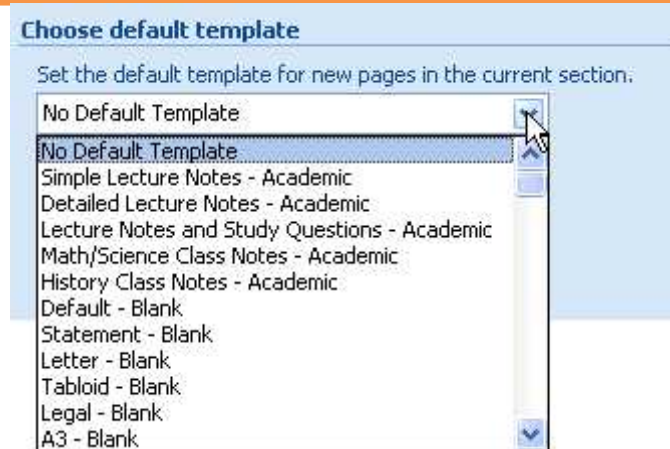 Choose default template
Set the default template for new pages in the current section.
No Default Template
No Default Template
Simple Lecture Notes - Academic
Detailed Lecture Notes - Academic
Lecture Notes and Study Questions - Academic
Math/Science Class Notes - Academic
History Class Notes - Academic
Default - Blank
Statement - Blank
Letter - Blank
Tabloid - Blank
Legal - Blank
A3 - Blank